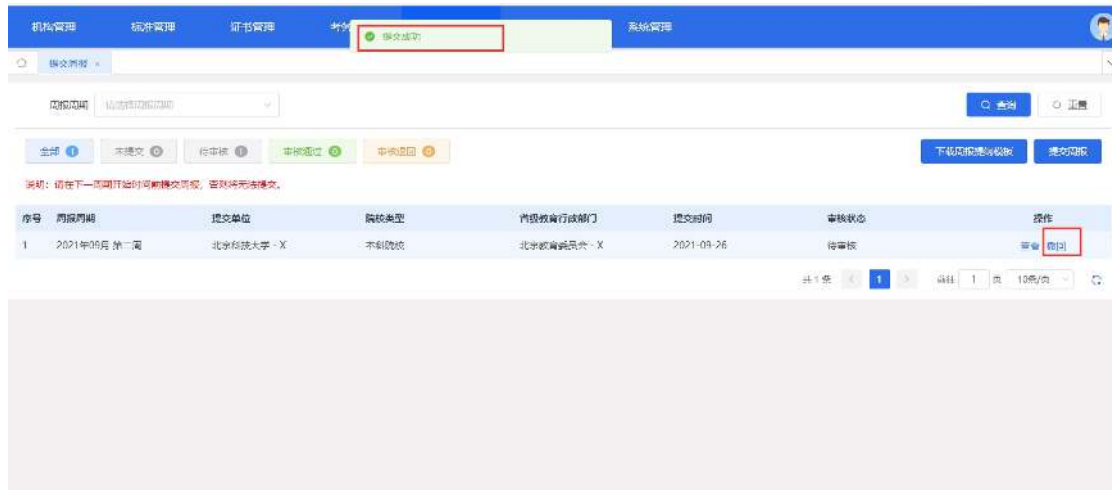 机构管理 标准管理 证书管理 考务 系统管理
提交成功
提交周报 ×
周报周期 请选择周报周期 查询 重置
全部 1 未提交 0 待审核 1 审核通过 0 审核退回 0 下载周报填写模板 提交周报
说明：请在下一周期开始时间前提交周报，否则将无法提交。
序号 周报周期 提交单位 院校类型 省级教育行政部门 提交时间 审核状态 操作
1 2021年09月 第二周 北京科技大学 - X 本科院校 北京教育委员会 - X 2021-09-26 待审核 查看 撤回
共 1 条 1 前往 1 页 10条/页